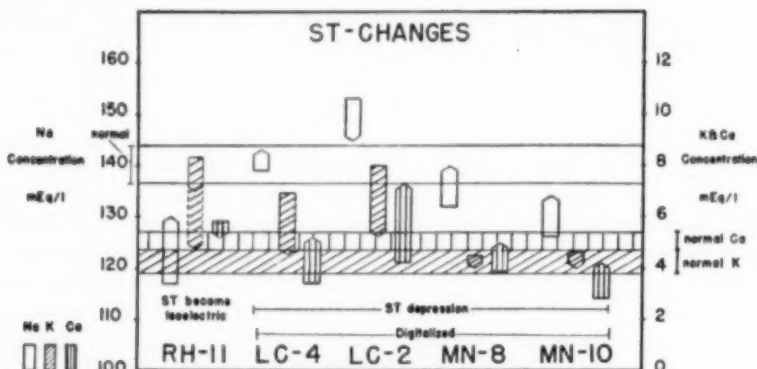 ST-CHANGES
160
150
140
130
120
110
100
Na normal
Concentration
mEq/l
12
10
8
6
4
2
0
K&Ca
Concentration
mEq/l
normal Ca
normal K
ST become
isoelectric
ST depression
Digitalized
Na K Ca
RH-11 LC-4 LC-2 MN-8 MN-10